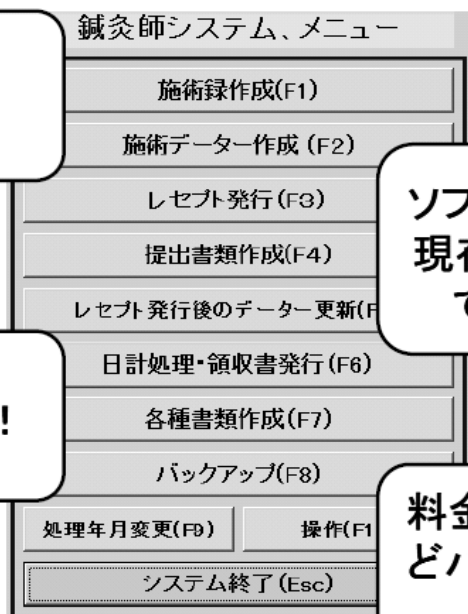 鍼灸師システム、メニュー
施術録作成(F1)
施術データー作成(F2)
レセプト発行(F3)
ソフ
提出書類作成(F4)
現在
で
レセプト発行後のデーター更新(F
日計処理・領収書発行(F6)
!
各種書類作成(F7)
バックアップ(F8)
料金
処理年月変更(F9) 操作(F1
どバ
システム終了(Esc)